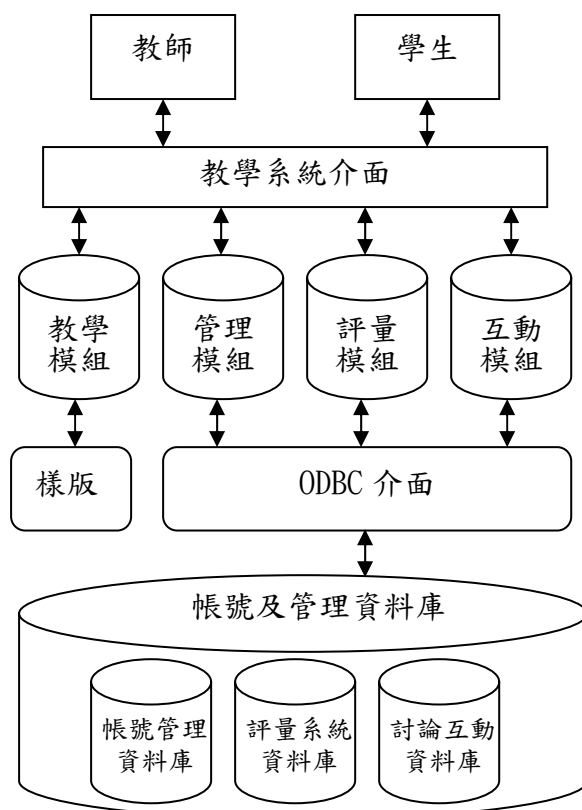 教師
學生
教學系統介面
教學
模組
管理
模組
評量
模組
互動
模組
樣版
ODBC 介面
帳號及管理資料庫
帳號管理
資料庫
評量系統
資料庫
討論互動
資料庫